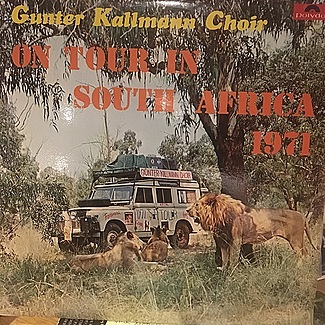 Gunter Kallmann Choir
Polydor
ON TOUR IN
SOUTH AFRICA
1971
GUNTER KALLMANN CHOIR